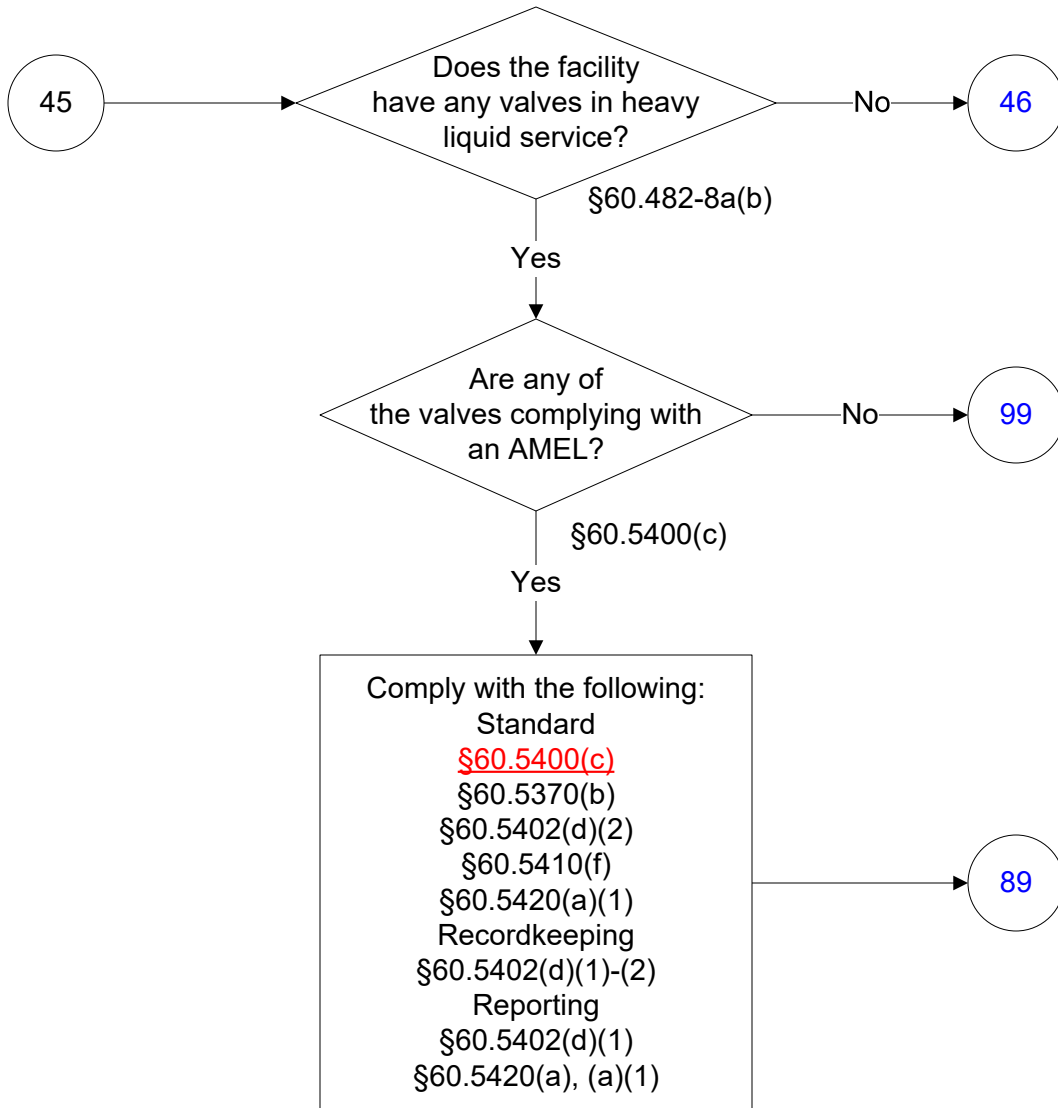 45
Does the facility
have any valves in heavy
liquid service?
No
46
§60.482-8a(b)
Yes
Are any of
the valves complying with
an AMEL?
No
99
§60.5400(c)
Yes
Comply with the following:
Standard
§60.5400(c)
§60.5370(b)
§60.5402(d)(2)
§60.5410(f)
§60.5420(a)(1)
Recordkeeping
§60.5402(d)(1)-(2)
Reporting
§60.5402(d)(1)
§60.5420(a), (a)(1)
89